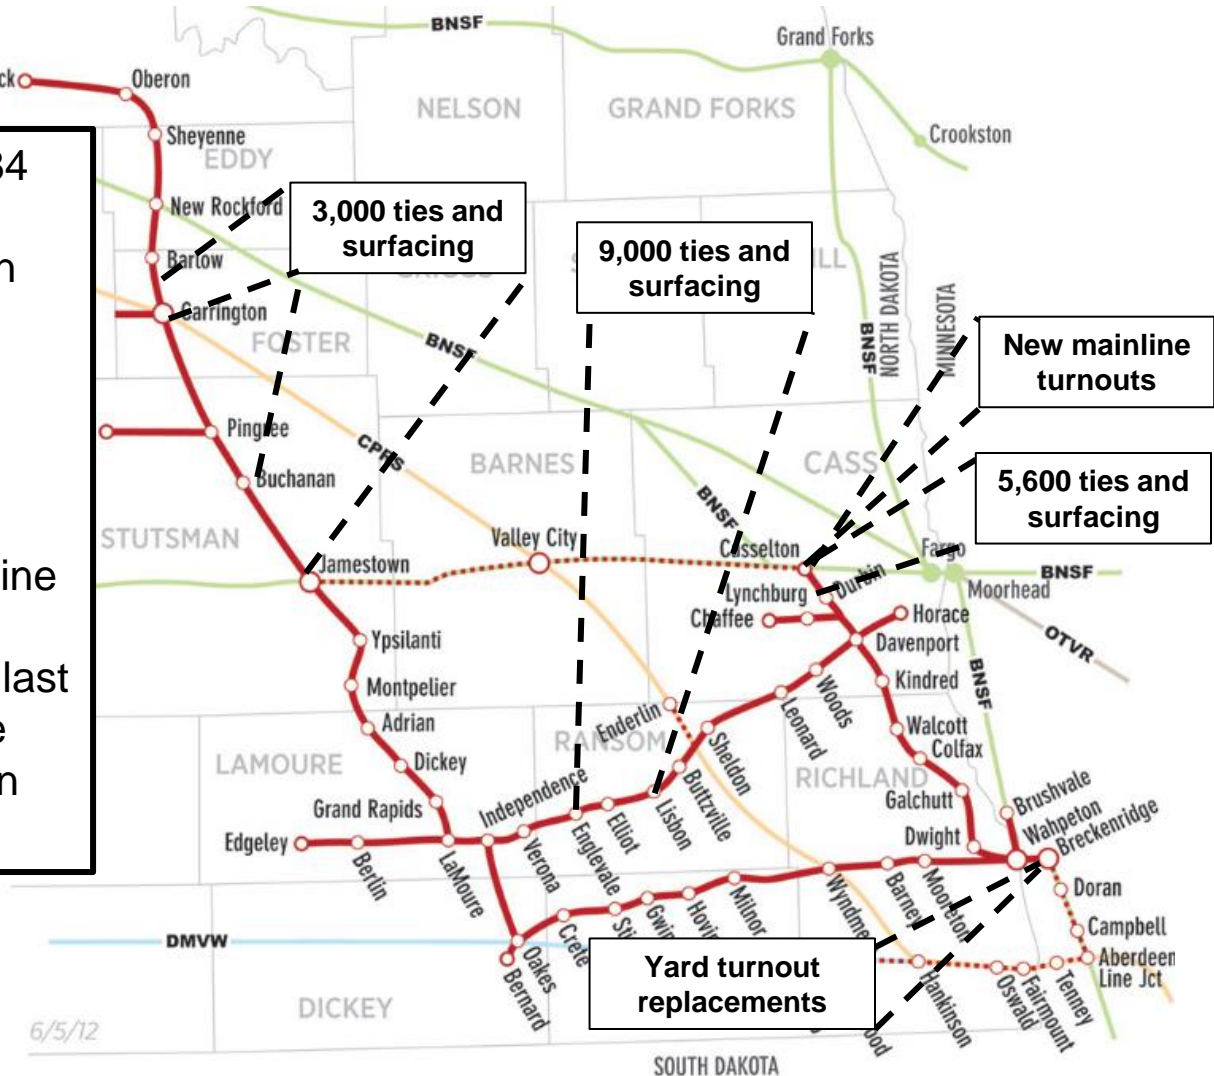 BNSF
Grand Forks
Oberon
NELSON
GRAND FORKS
Crookston
Sheyenne
EDDY
New Rockford
3,000 ties and
surfacing
9,000 ties and
surfacing
Barlow
NORTH DAKOTA
MINNESOTA
Carrington
FOSTER
BNSF
BNSF
New mainline
turnouts
Pingree
CPRS
BARNES
CASS
Buchanan
BNSF
5,600 ties and
surfacing
STUTSMAN
Valley City
Casselton
Fargo
Jamestown
Lynchburg
Durbin
BNSF
Moorhead
Chaffee
Horace
last
Ypsilanti
Davenport
OTVR
Montpelier
Kindred
BNSF
Woods
Leonard
Enderlin
Adrian
RANSOM
Sheldon
Walcott
Colfax
LAMOURE
Dickey
RICHLAND
Buttzville
Galchutt
Grand Rapids
Independence
Lisbon
Brushvale
Edgeley
Elliot
Dwight
Wahpeton
Breckenridge
Berlin
LaMoure
Verona
Englevale
Doran
Milnor
Barney
Mooreton
Campbell
DMVW
Crete
Aberdeen
Line Jct
Oakes
Bernard
Yard turnout
replacements
Hankinson
Oswald
Fairmount
Tenney
DICKEY
6/5/12
SOUTH DAKOTA